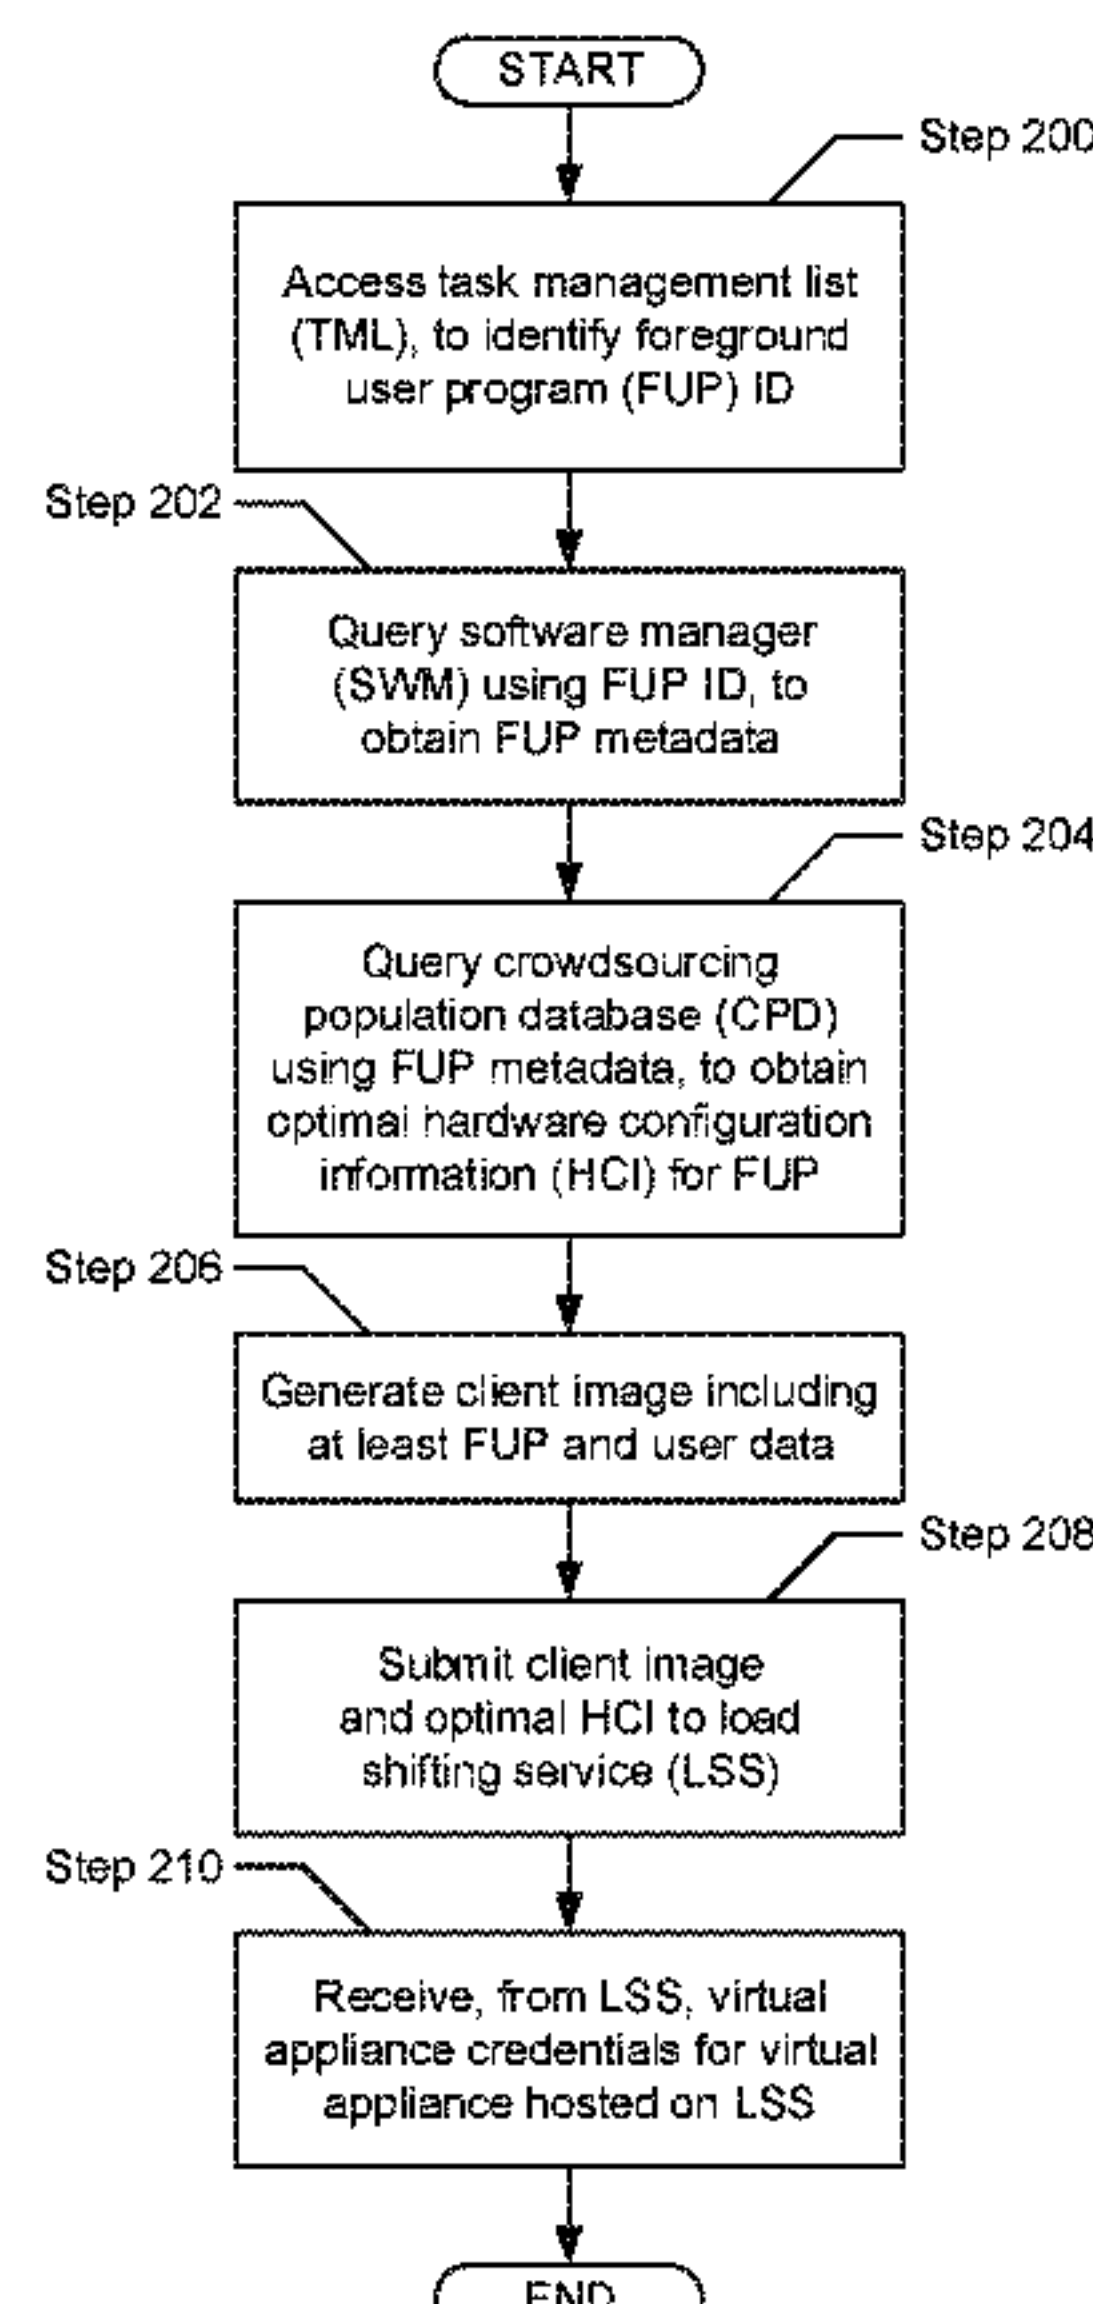 START
Step 200
Access task management list
(TML), to identify foreground
user program (FUP) ID
Step 202
Query software manager
(SWM) using FUP ID, to
obtain FUP metadata
Step 204
Query crowdsourcing
population database (CPD)
using FUP metadata, to obtain
optimal hardware configuration
information (HCI) for FUP
Step 206
Generate client image including
at least FUP and user data
Step 208
Submit client image
and optimal HCI to load
shifting service (LSS)
Step 210
Receive, from LSS, virtual
appliance credentials for virtual
appliance hosted on LSS
END